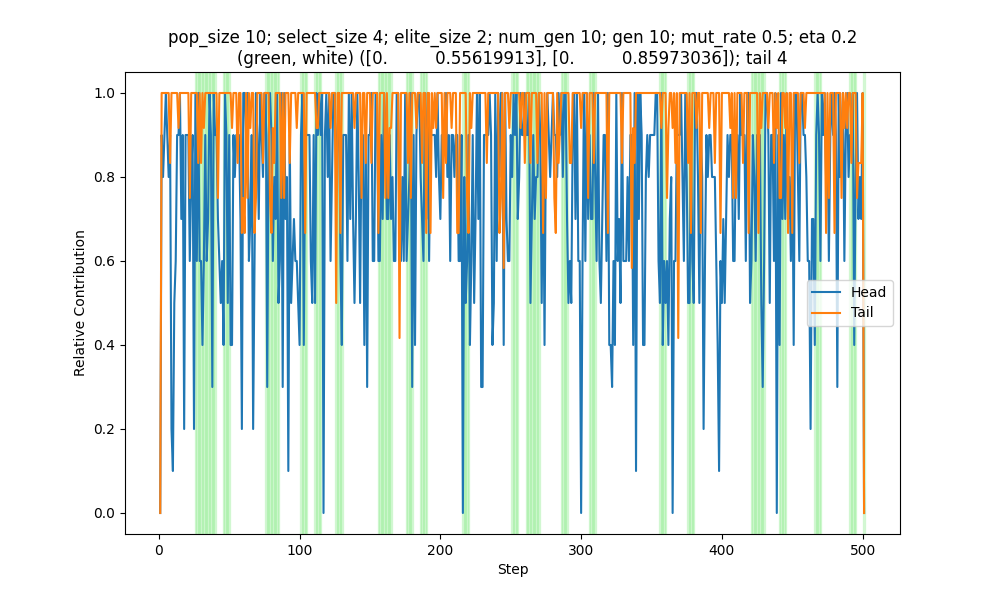 pop_size 10; select_size 4; elite_size 2; num_gen 10; gen 10; mut_rate 0.5; eta 0.2
(green, white) ([0.         0.55619913], [0.         0.85973036]); tail 4
1.0
0.8
0.6
0.4
0.2
0.0
Relative Contribution
Head
Tail
0
100
200
300
400
500
Step